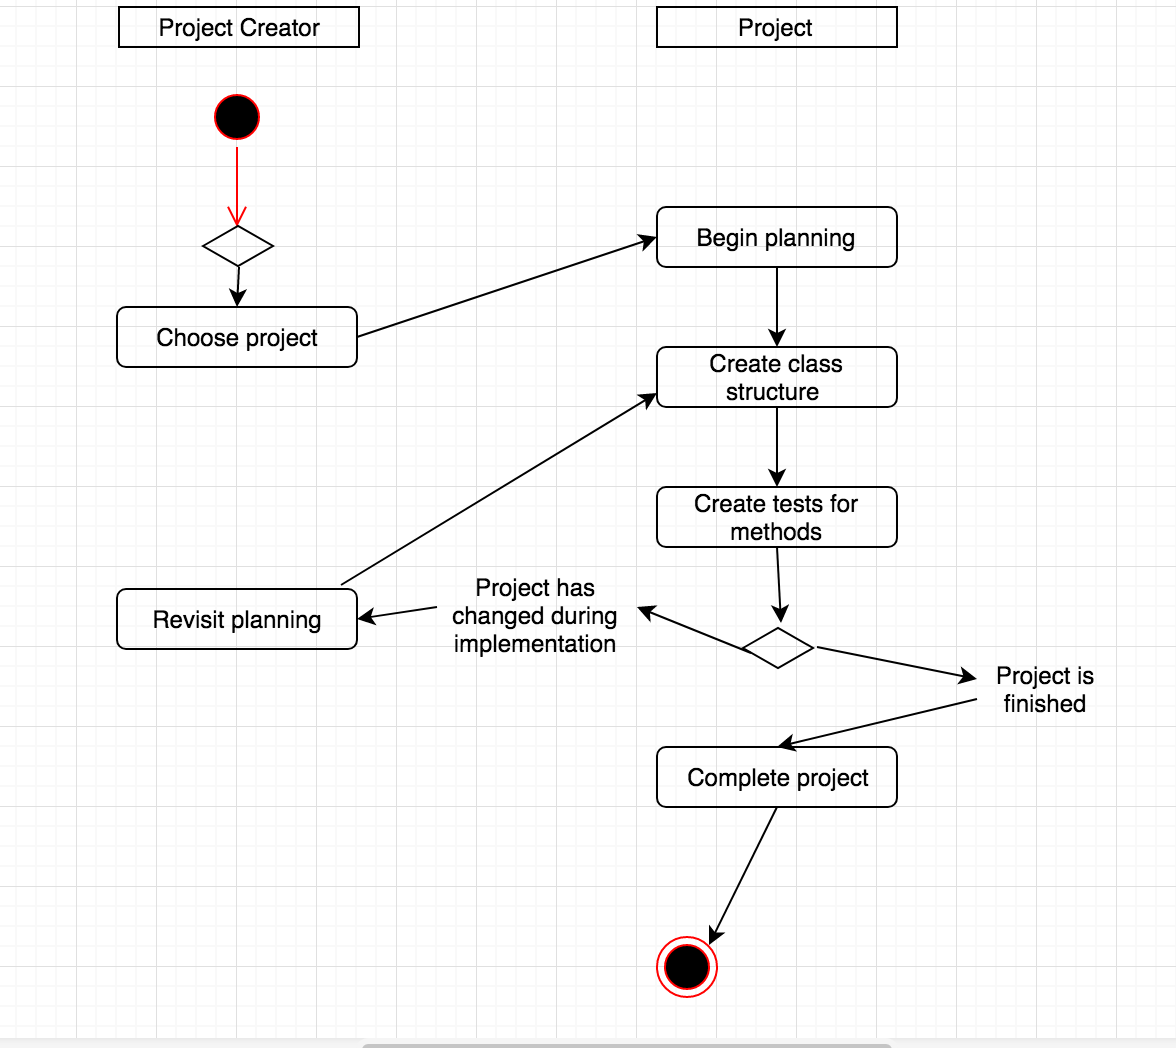 Project Creator
Project
Begin planning
Choose project
Create class
structure
Create tests for
methods
Project has
changed during
implementation
Revisit planning
Project is
finished
Complete project